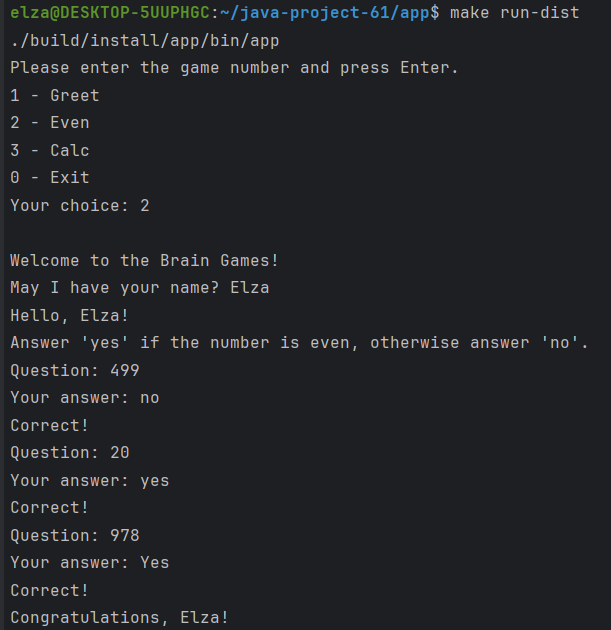 elza@DESKTOP-5UUPH6C:~/java-project-61/app$ make run-dist
./build/install/app/bin/app
Please enter the game number and press Enter.
1 - Greet
2 - Even
3 - Calc
0 - Exit
Your choice: 2

Welcome to the Brain Games!
May I have your name? Elza
Hello, Elza!
Answer 'yes' if the number is even, otherwise answer 'no'.
Question: 499
Your answer: no
Correct!
Question: 20
Your answer: yes
Correct!
Question: 978
Your answer: Yes
Correct!
Congratulations, Elza!